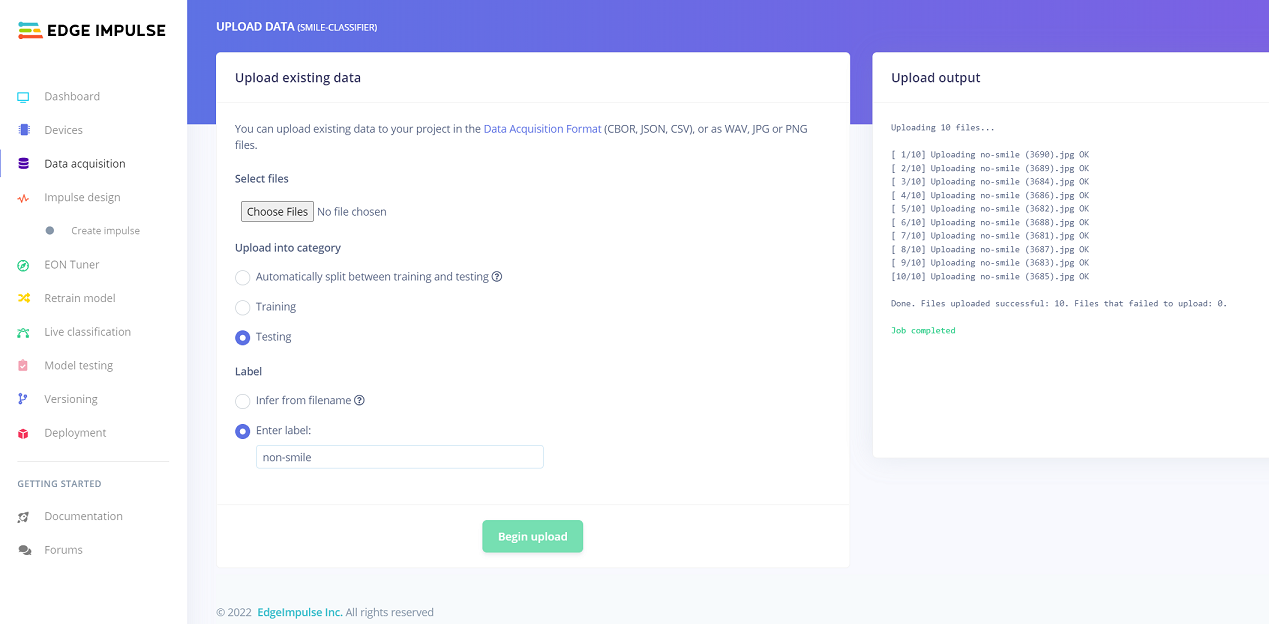 EDGE IMPULSE
Dashboard
Devices
Data acquisition
Impulse design
Create impulse
EON Tuner
Retrain model
Live classification
Model testing
Versioning
Deployment
GETTING STARTED
Documentation
Forums
UPLOAD DATA (SMILE-CLASSIFIER)
Upload existing data
You can upload existing data to your project in the Data Acquisition Format (CBOR, JSON, CSV), or as WAV, JPG or PNG
files.
Select files
Choose Files No file chosen
Upload into category
Automatically split between training and testing ?
Training
Testing
Label
Infer from filename ?
Enter label:
non-smile
Begin upload
Upload output
Uploading 10 files...
[ 1/10] Uploading no-smile (3690).jpg OK
[ 2/10] Uploading no-smile (3689).jpg OK
[ 3/10] Uploading no-smile (3684).jpg OK
[ 4/10] Uploading no-smile (3686).jpg OK
[ 5/10] Uploading no-smile (3682).jpg OK
[ 6/10] Uploading no-smile (3688).jpg OK
[ 7/10] Uploading no-smile (3681).jpg OK
[ 8/10] Uploading no-smile (3687).jpg OK
[ 9/10] Uploading no-smile (3683).jpg OK
[10/10] Uploading no-smile (3685).jpg OK
Done. Files uploaded successful: 10. Files that failed to upload: 0.
Job completed
© 2022 EdgeImpulse Inc. All rights reserved